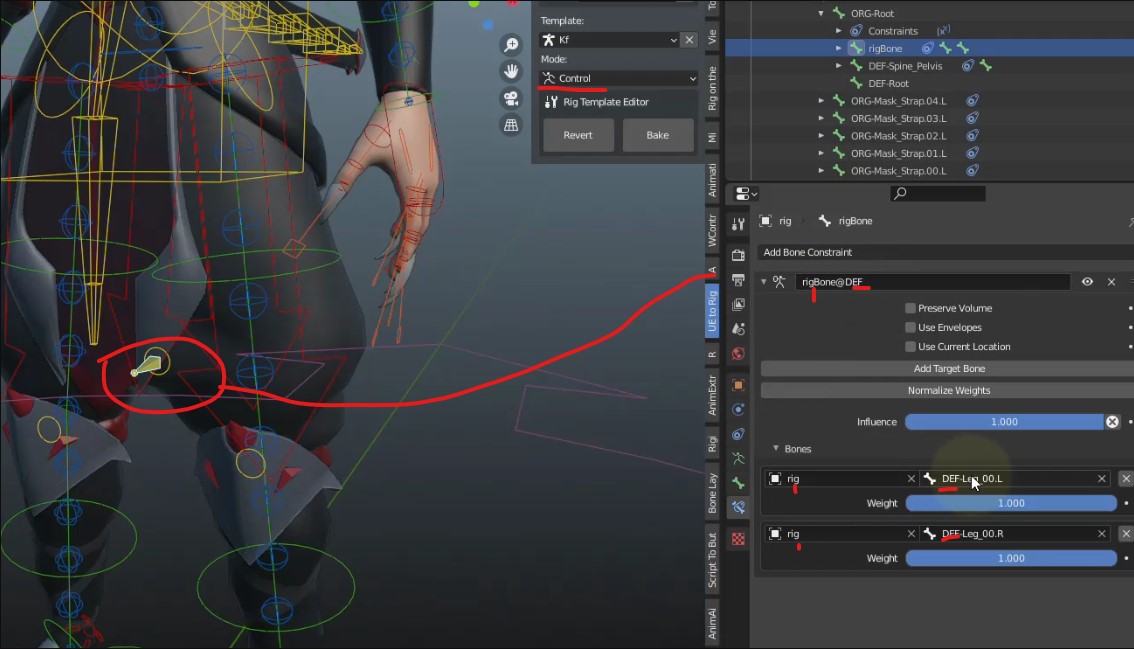 Template:
Kf
Mode:
Control
Rig Template Editor
Revert
Bake
To
Vie
Rig on the
Mi
Animati
WContr
A
UE to Rig
R
AnimExtr
Rigi
Bone Lay
Script To But
AnimAi
ORG-Root
Constraints
rigBone
DEF-Spine_Pelvis
DEF-Root
ORG-Mask_Strap.04.L
ORG-Mask_Strap.03.L
ORG-Mask_Strap.02.L
ORG-Mask_Strap.01.L
ORG-Mask_Strap.00.L
rig
rigBone
Add Bone Constraint
rigBone@DEF
Preserve Volume
Use Envelopes
Use Current Location
Add Target Bone
Normalize Weights
Influence 1.000
Bones
rig DEF-Leg_00.L
Weight 1.000
rig DEF-Leg_00.R
Weight 1.000